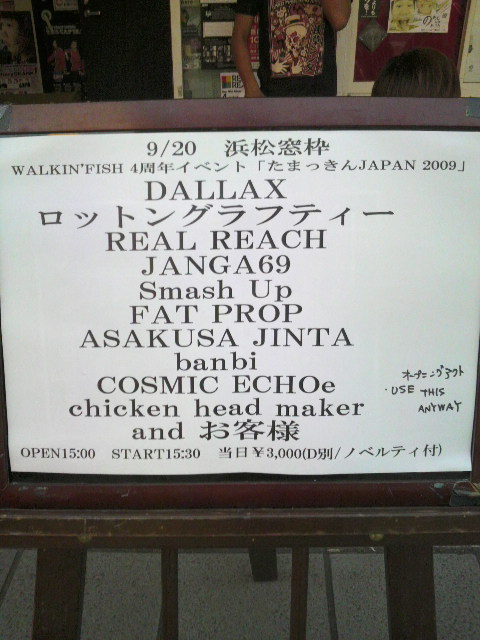 9/20 浜松窓枠
WALKIN'FISH 4周年イベント「たまっきんJAPAN 2009」
DALLAX
ロットングラフティー
REAL REACH
JANGA69
Smash Up
FAT PROP
ASAKUSA JINTA
banbi
COSMIC ECHOe
chicken head maker
and お客様
オープニングアクト
・USE THIS
ANYWAY
OPEN15:00 START15:30 当日¥3,000(D別/ノベルティ付)